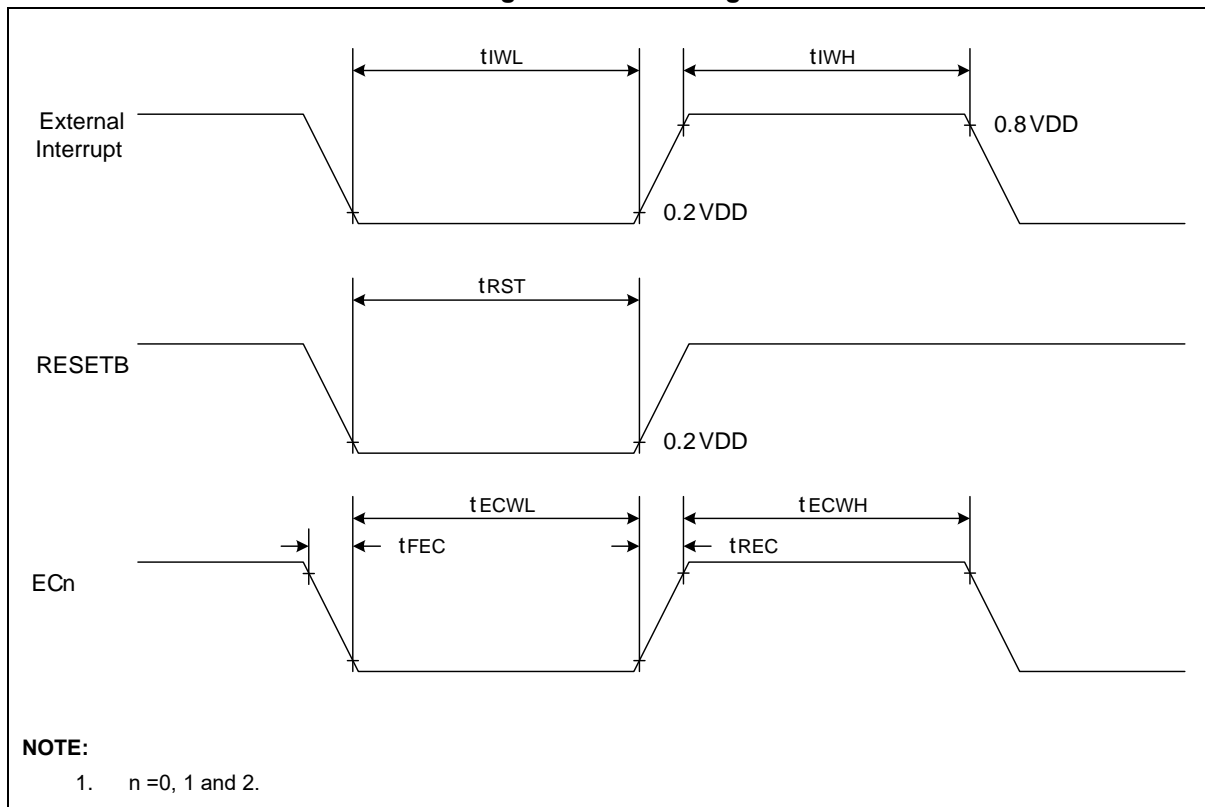 tIWL
tIWH
External
Interrupt
0.8VDD
0.2VDD
tRST
RESETB
0.2VDD
tECWL
tECWH
tFEC
tREC
ECn
NOTE:
1. n =0, 1 and 2.